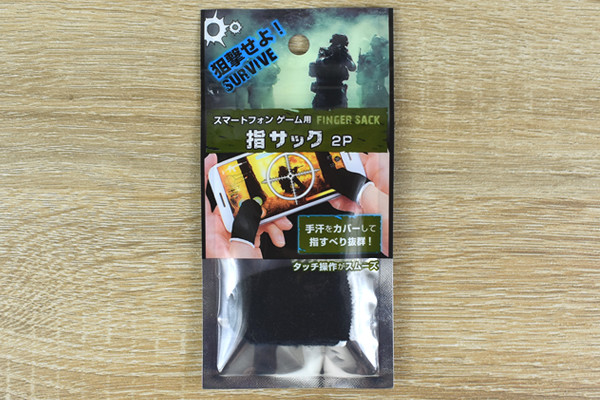 狙撃せよ!
SURVIVE
スマートフォン ゲーム用 FINGER SACK
指サック 2P
手汗をカバーして
指すべり抜群!
タッチ操作がスムーズ